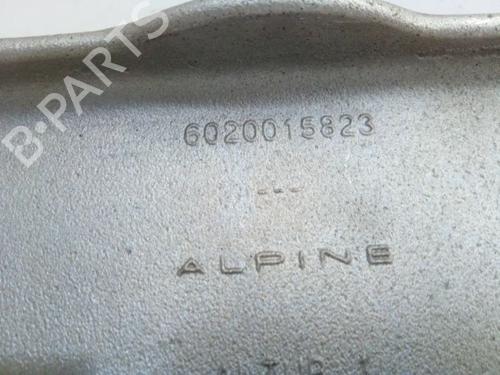 B-PARTS
6020015823
---
ALPINE